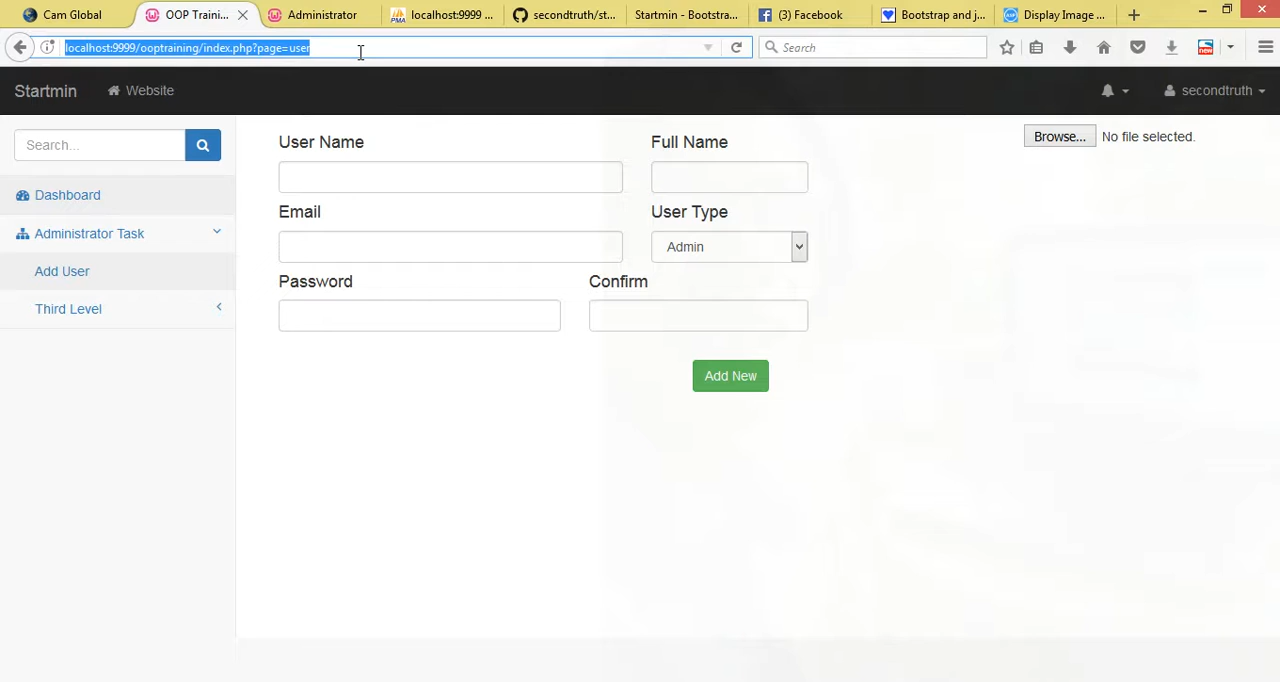 Cam Global
OOP Traini...
Administrator
localhost:9999 ...
secondtruth/st...
Startmin - Bootstra...
(3) Facebook
Bootstrap and j...
Display Image ...
localhost:9999/ooptraining/index.php?page=user
Search
Startmin
Website
secondtruth
Search...
Dashboard
Administrator Task
Add User
Third Level
User Name
Full Name
Browse... No file selected.
Email
User Type
Admin
Password
Confirm
Add New